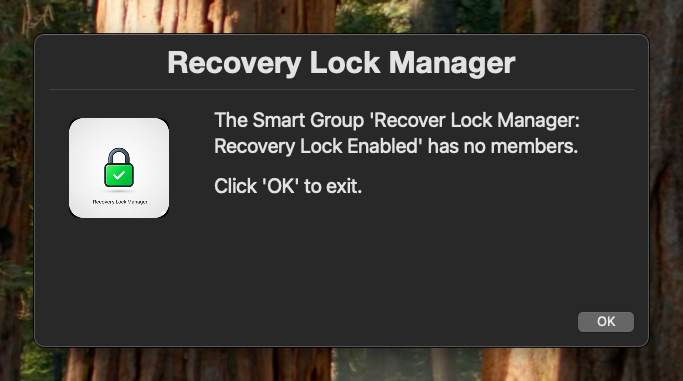 Recovery Lock Manager
The Smart Group 'Recover Lock Manager:
Recovery Lock Enabled' has no members.
Click 'OK' to exit.
Recovery Lock Manager
OK